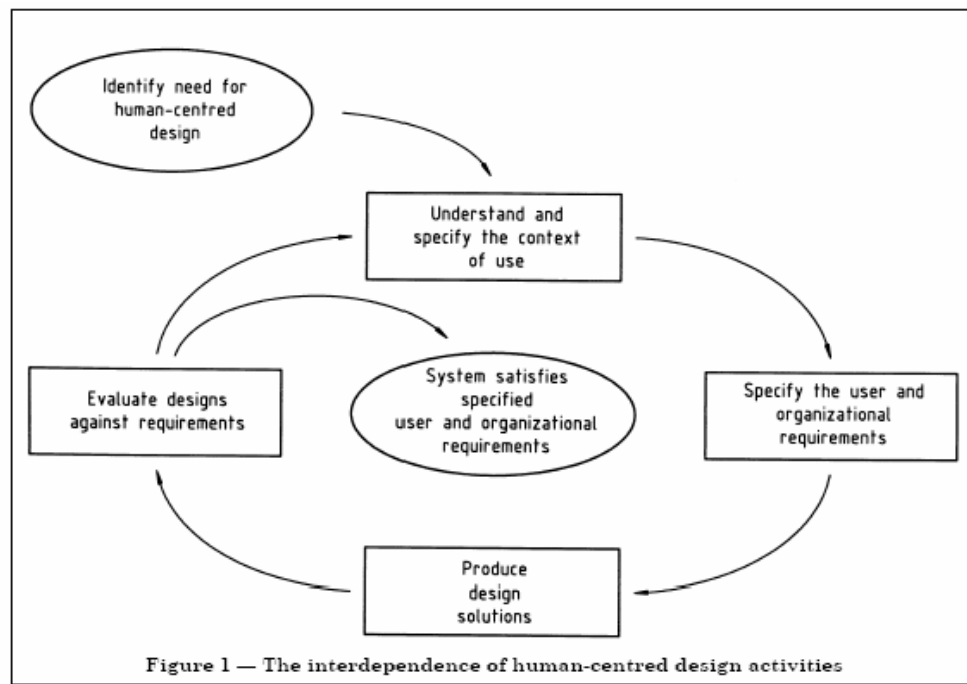 Identify need for
human-centred
design
Understand and
specify the context
of use
Evaluate designs
against requirements
System satisfies
specified
user and organizational
requirements
Specify the user and
organizational
requirements
Produce
design
solutions
Figure 1 — The interdependence of human-centred design activities